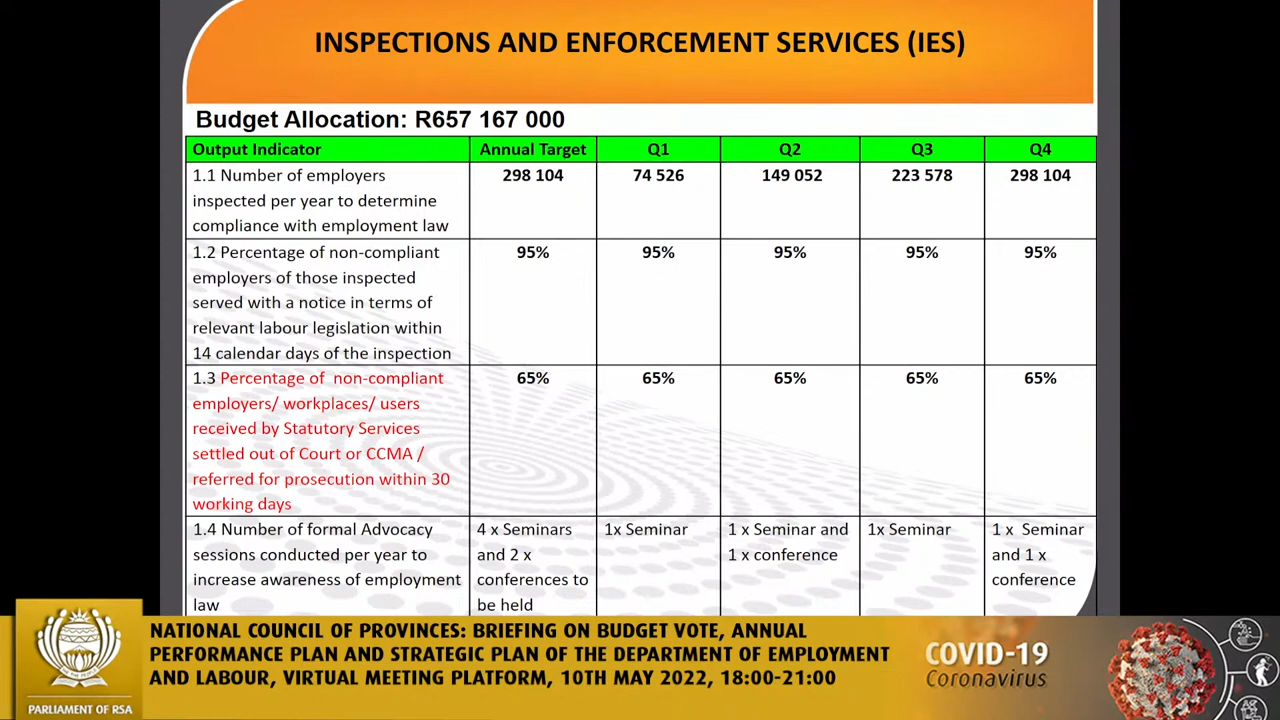 INSPECTIONS AND ENFORCEMENT SERVICES (IES)
Budget Allocation: R657 167 000
Output Indicator Annual Target Q1 Q2 Q3 Q4
1.1 Number of employers 298 104 74 526 149 052 223 578 298 104
inspected per year to determine
compliance with employment law
1.2 Percentage of non-compliant 95% 95% 95% 95% 95%
employers of those inspected
served with a notice in terms of
relevant labour legislation within
14 calendar days of the inspection
1.3 Percentage of non-compliant 65% 65% 65% 65% 65%
employers/ workplaces/ users
received by Statutory Services
settled out of Court or CCMA /
referred for prosecution within 30
working days
1.4 Number of formal Advocacy 4 x Seminars 1x Seminar 1 x Seminar and 1x Seminar 1 x Seminar
sessions conducted per year to and 2 x 1 x conference and 1 x
increase awareness of employment conferences to conference
law be held
NATIONAL COUNCIL OF PROVINCES: BRIEFING ON BUDGET VOTE, ANNUAL
PERFORMANCE PLAN AND STRATEGIC PLAN OF THE DEPARTMENT OF EMPLOYMENT
AND LABOUR, VIRTUAL MEETING PLATFORM, 10TH MAY 2022, 18:00-21:00
PARLIAMENT OF RSA
COVID-19
Coronavirus